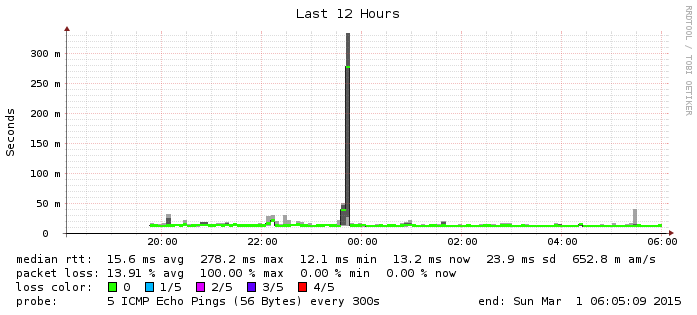 Last 12 Hours
RRDTOOL / TOBI OETIKER
Seconds
300 m
250 m
200 m
150 m
100 m
50 m
0
20:00 22:00 00:00 02:00 04:00 06:00
median rtt: 15.6 ms avg 278.2 ms max 12.1 ms min 13.2 ms now 23.9 ms sd 652.8 m am/s
packet loss: 13.91 % avg 100.00 % max 0.00 % min 0.00 % now
loss color: 0 1/5 2/5 3/5 4/5
probe: 5 ICMP Echo Pings (56 Bytes) every 300s end: Sun Mar 1 06:05:09 2015